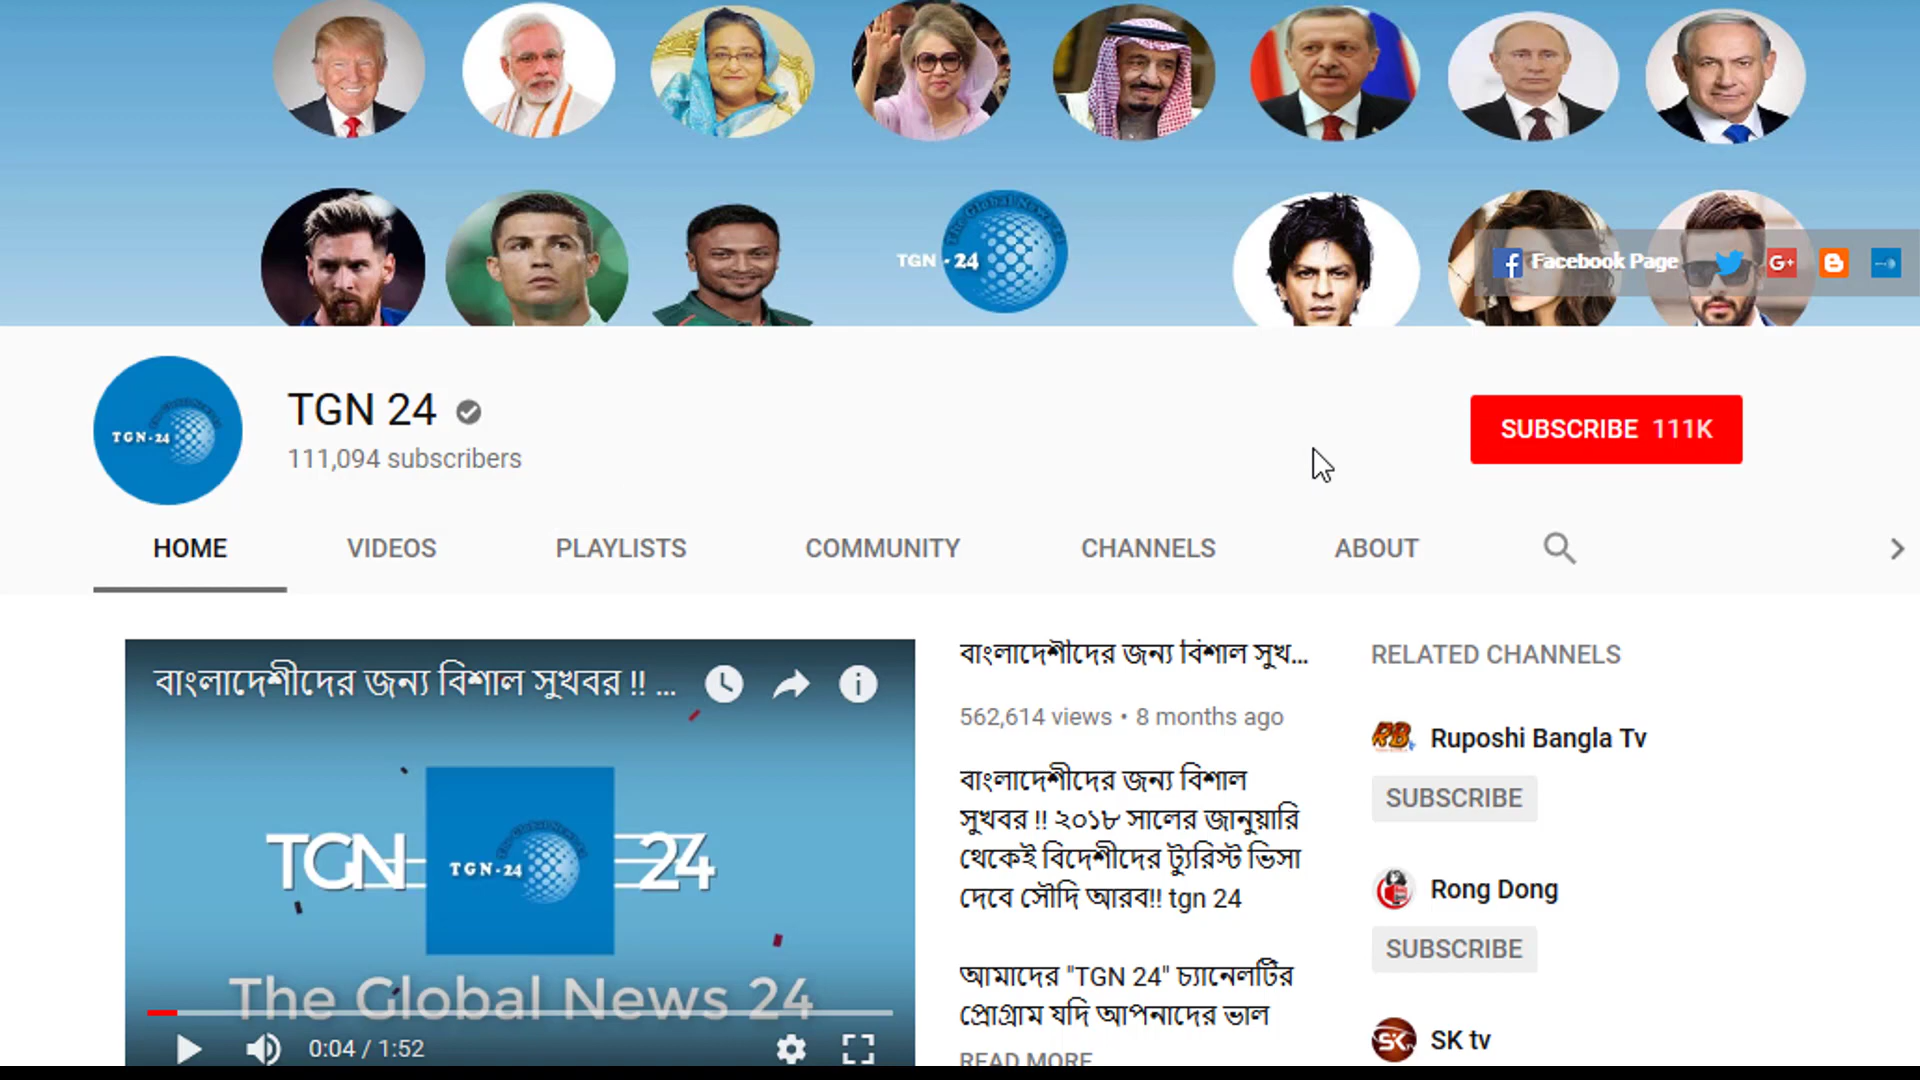 The Global News
TGN - 24
Facebook Page
G+
TGN-24
TGN 24
111,094 subscribers
SUBSCRIBE 111K
HOME
VIDEOS
PLAYLISTS
COMMUNITY
CHANNELS
ABOUT
বাংলাদেশীদের জন্য বিশাল সুখবর !! ...
TGN 24
TGN-24
The Global News 24
0:04 / 1:52
বাংলাদেশীদের জন্য বিশাল সুখ...
562,614 views • 8 months ago
বাংলাদেশীদের জন্য বিশাল
সুখবর !! ২০১৮ সালের জানুয়ারি
থেকেই বিদেশীদের ট্যুরিস্ট ভিসা
দেবে সৌদি আরব!! tgn 24
আমাদের "TGN 24" চ্যানেলটির
প্রোগ্রাম যদি আপনাদের ভাল
READ MORE
RELATED CHANNELS
RB
Ruposhi Bangla Tv
SUBSCRIBE
Rong Dong
SUBSCRIBE
SK
SK tv